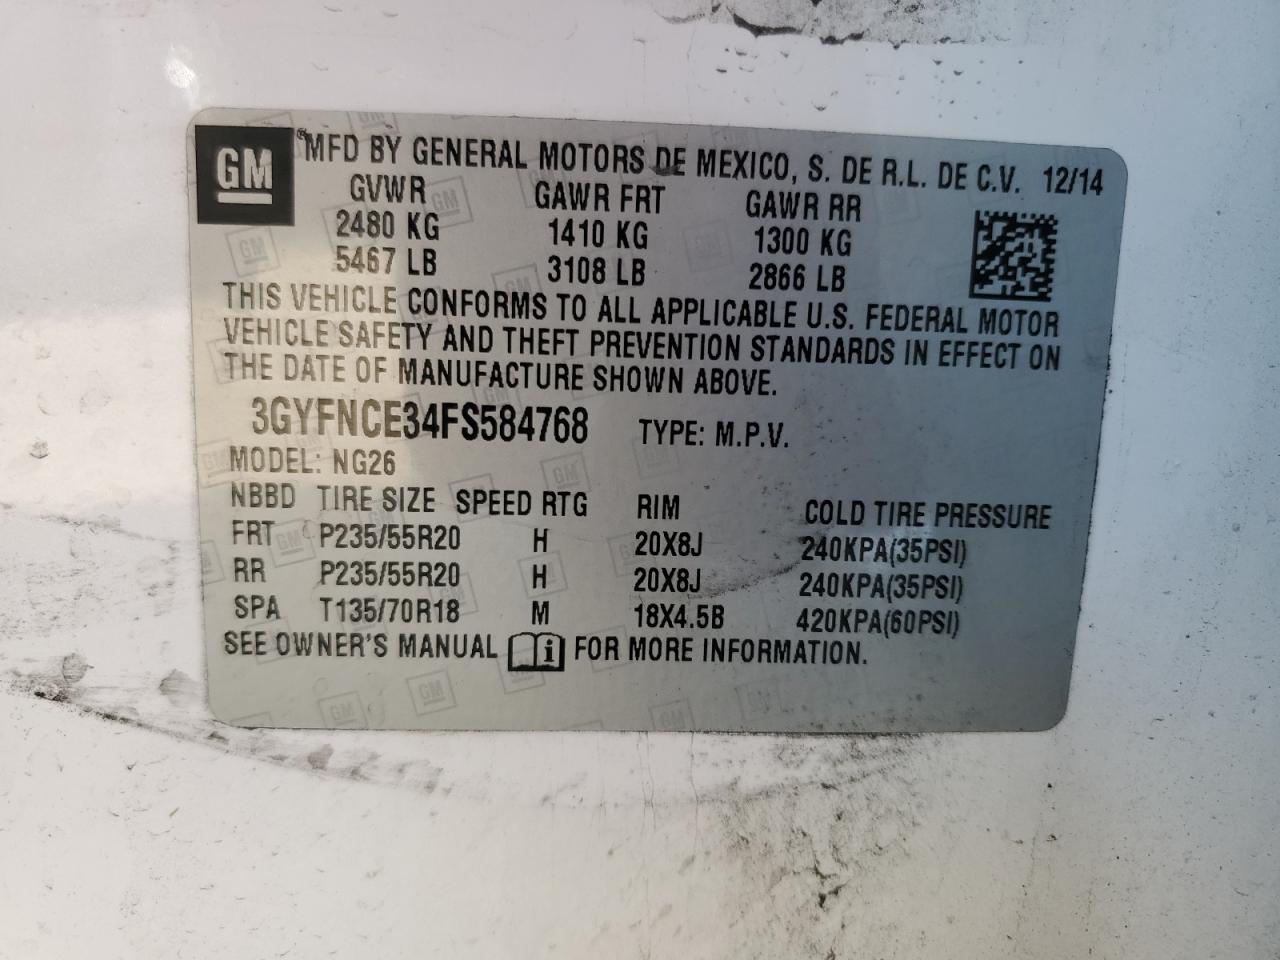 GM ® MFD BY GENERAL MOTORS DE MEXICO, S. DE R.L. DE C.V. 12/14
GVWR GAWR FRT GAWR RR
2480 KG 1410 KG 1300 KG
5467 LB 3108 LB 2866 LB
THIS VEHICLE CONFORMS TO ALL APPLICABLE U.S. FEDERAL MOTOR
VEHICLE SAFETY AND THEFT PREVENTION STANDARDS IN EFFECT ON
THE DATE OF MANUFACTURE SHOWN ABOVE.
3GYFNCE34FS584768 TYPE: M.P.V.
MODEL: NG26
NBBD TIRE SIZE SPEED RTG RIM COLD TIRE PRESSURE
FRT P235/55R20 H 20X8J 240KPA(35PSI)
RR P235/55R20 H 20X8J 240KPA(35PSI)
SPA T135/70R18 M 18X4.5B 420KPA(60PSI)
SEE OWNER'S MANUAL i FOR MORE INFORMATION.